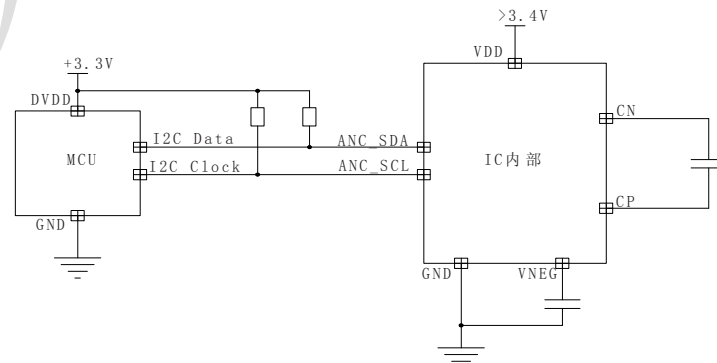 >3.4V
VDD
+3.3V
DVDD
CN
I2C Data
ANC_SDA
MCU
I2C Clock
ANC_SCL
IC内部
CP
GND
GND
VNEG